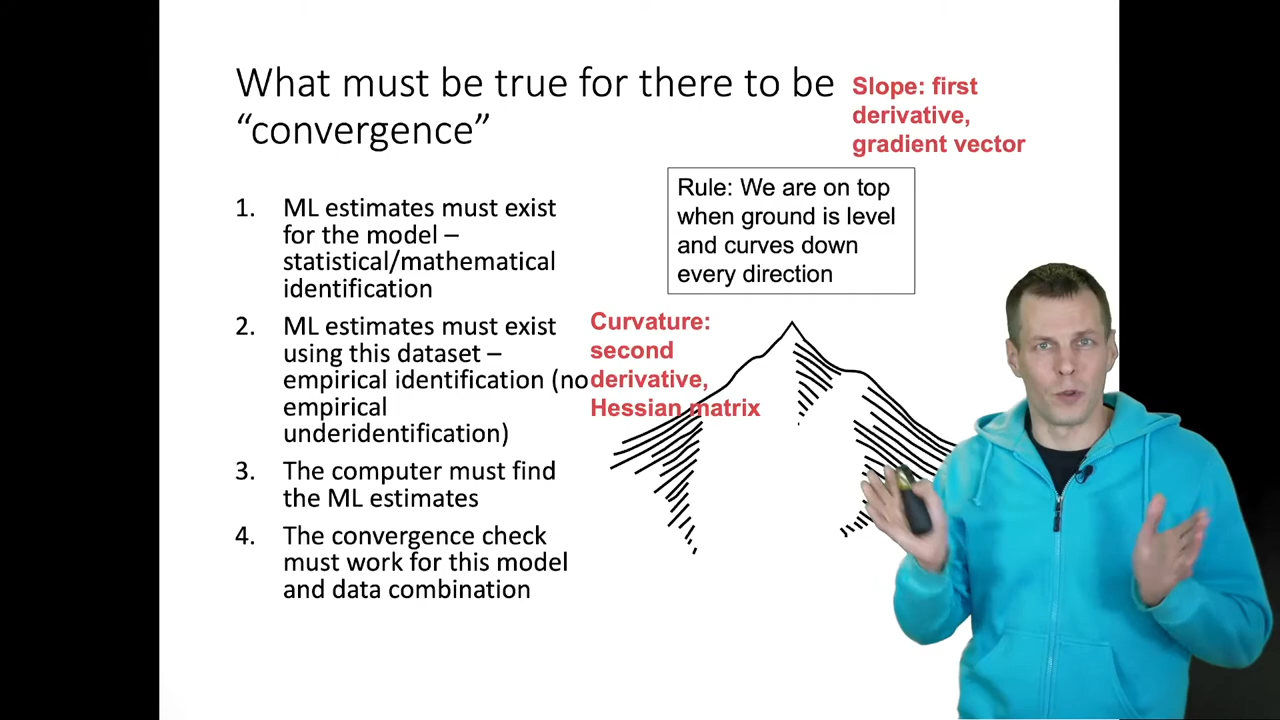 What must be true for there to be
“convergence”
Slope: first
derivative,
gradient vector
Rule: We are on top
when ground is level
and curves down
every direction
1. ML estimates must exist
for the model –
statistical/mathematical
identification
2. ML estimates must exist
using this dataset –
empirical identification (no
empirical
underidentification)
3. The computer must find
the ML estimates
4. The convergence check
must work for this model
and data combination
Curvature:
second
derivative,
Hessian matrix